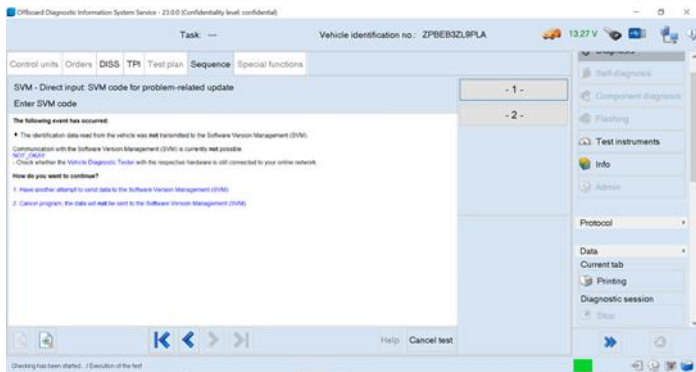 Offboard Diagnostic Information System Service - 23.0.0 (Confidentiality level: confidential)
Task: ---
Vehicle identification no.: ZPBEB3ZL9PLA
13.27 V
Control units Orders DISS TPI Test plan Sequence Special functions
SVM - Direct input: SVM code for problem-related update
Enter SVM code
The following event has occurred:
The identification data read from the vehicle was not transmitted to the Software Version Management (SVM).
Communication with the Software Version Management (SVM) is currently not possible.
NOT_OKAY
- Check whether the Vehicle Diagnostic Tester with the respective hardware is still connected to your online network.
How do you want to continue?
1. Have another attempt to send data to the Software Version Management (SVM)
2. Cancel program, the data will not be sent to the Software Version Management (SVM)
- 1 -
- 2 -
Diagnosis
Self-diagnosis
Component diagnosis
Flashing
Test instruments
Info
Admin
Protocol
Data
Current tab
Printing
Diagnostic session
Stop
Help
Cancel test
Checking has been started. / Execution of the test